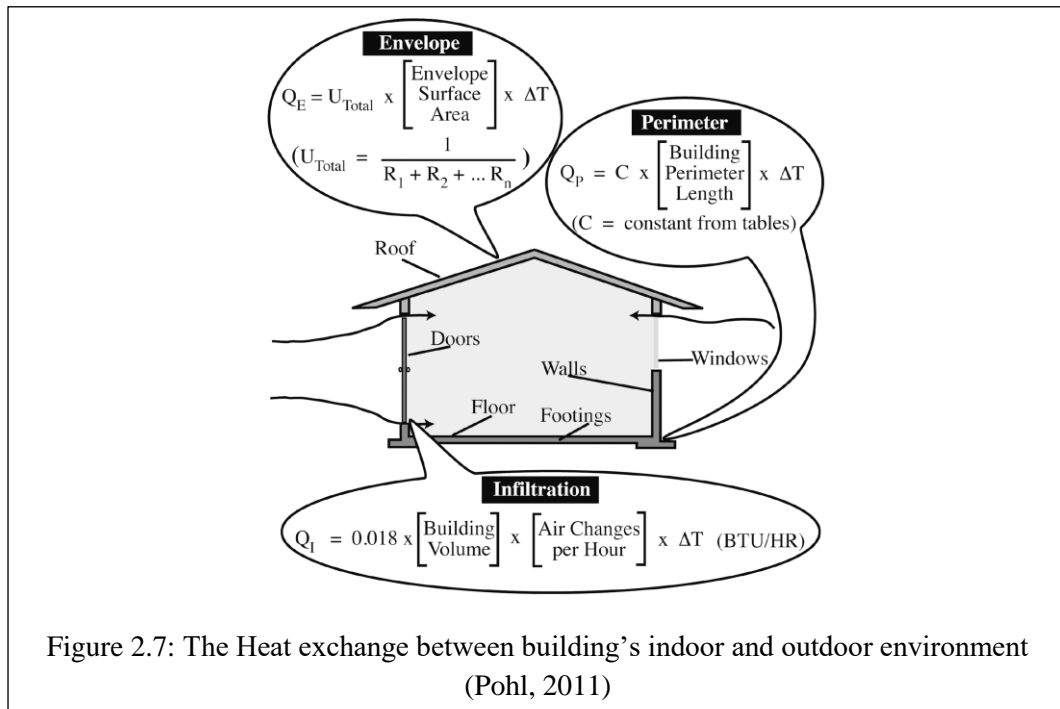 Envelope
Q_E = U_Total x [Envelope Surface Area] x ΔT
(U_Total = 1 / R_1 + R_2 + ... R_n)
Perimeter
Q_P = C x [Building Perimeter Length] x ΔT
(C = constant from tables)
Roof
Doors
Windows
Walls
Floor
Footings
Infiltration
Q_I = 0.018 x [Building Volume] x [Air Changes per Hour] x ΔT (BTU/HR)
Figure 2.7: The Heat exchange between building’s indoor and outdoor environment
(Pohl, 2011)